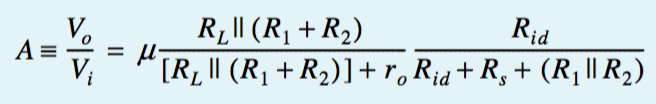 A ≡ V_o / V_i = μ (R_L || (R_1 + R_2)) / ([R_L || (R_1 + R_2)] + r_o) R_id / (R_id + R_s + (R_1 || R_2))